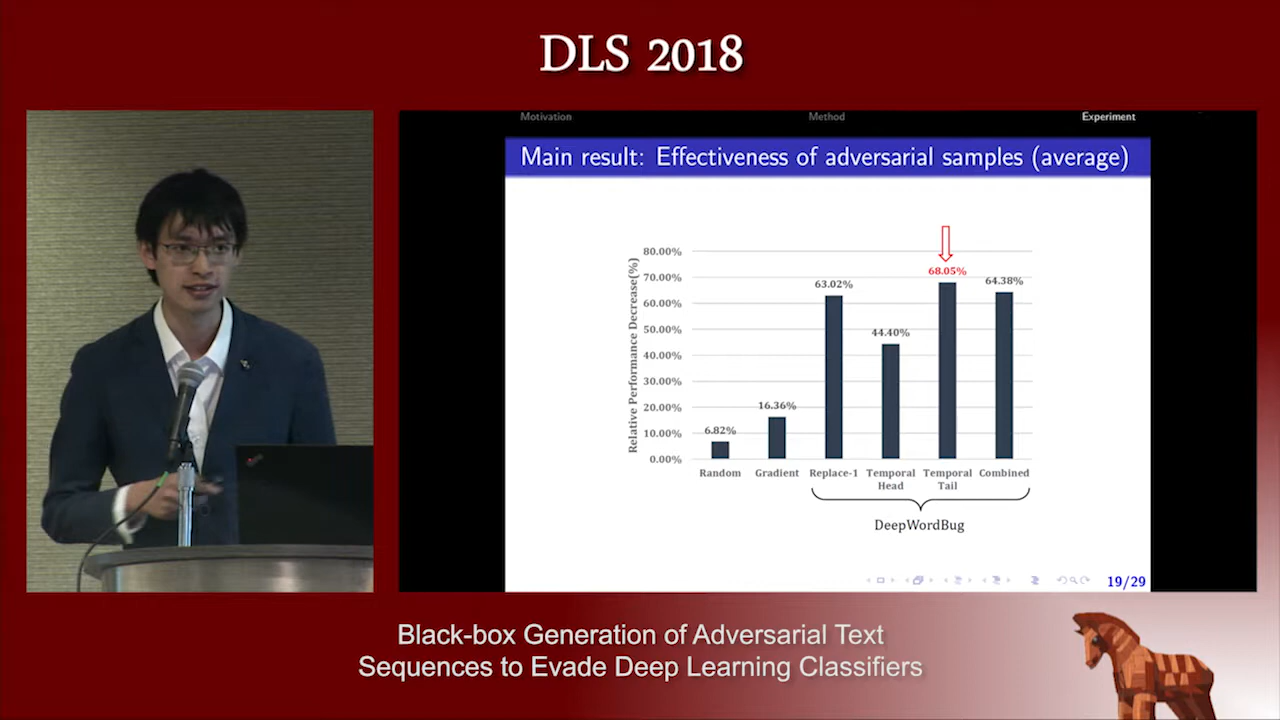 DLS 2018
Motivation Method Experiment
Main result: Effectiveness of adversarial samples (average)
Relative Performance Decrease(%)
80.00%
70.00%
60.00%
50.00%
40.00%
30.00%
20.00%
10.00%
0.00%
6.82%
16.36%
63.02%
44.40%
68.05%
64.38%
Random
Gradient
Replace-1
Temporal
Head
Temporal
Tail
Combined
DeepWordBug
19/29
Black-box Generation of Adversarial Text
Sequences to Evade Deep Learning Classifiers